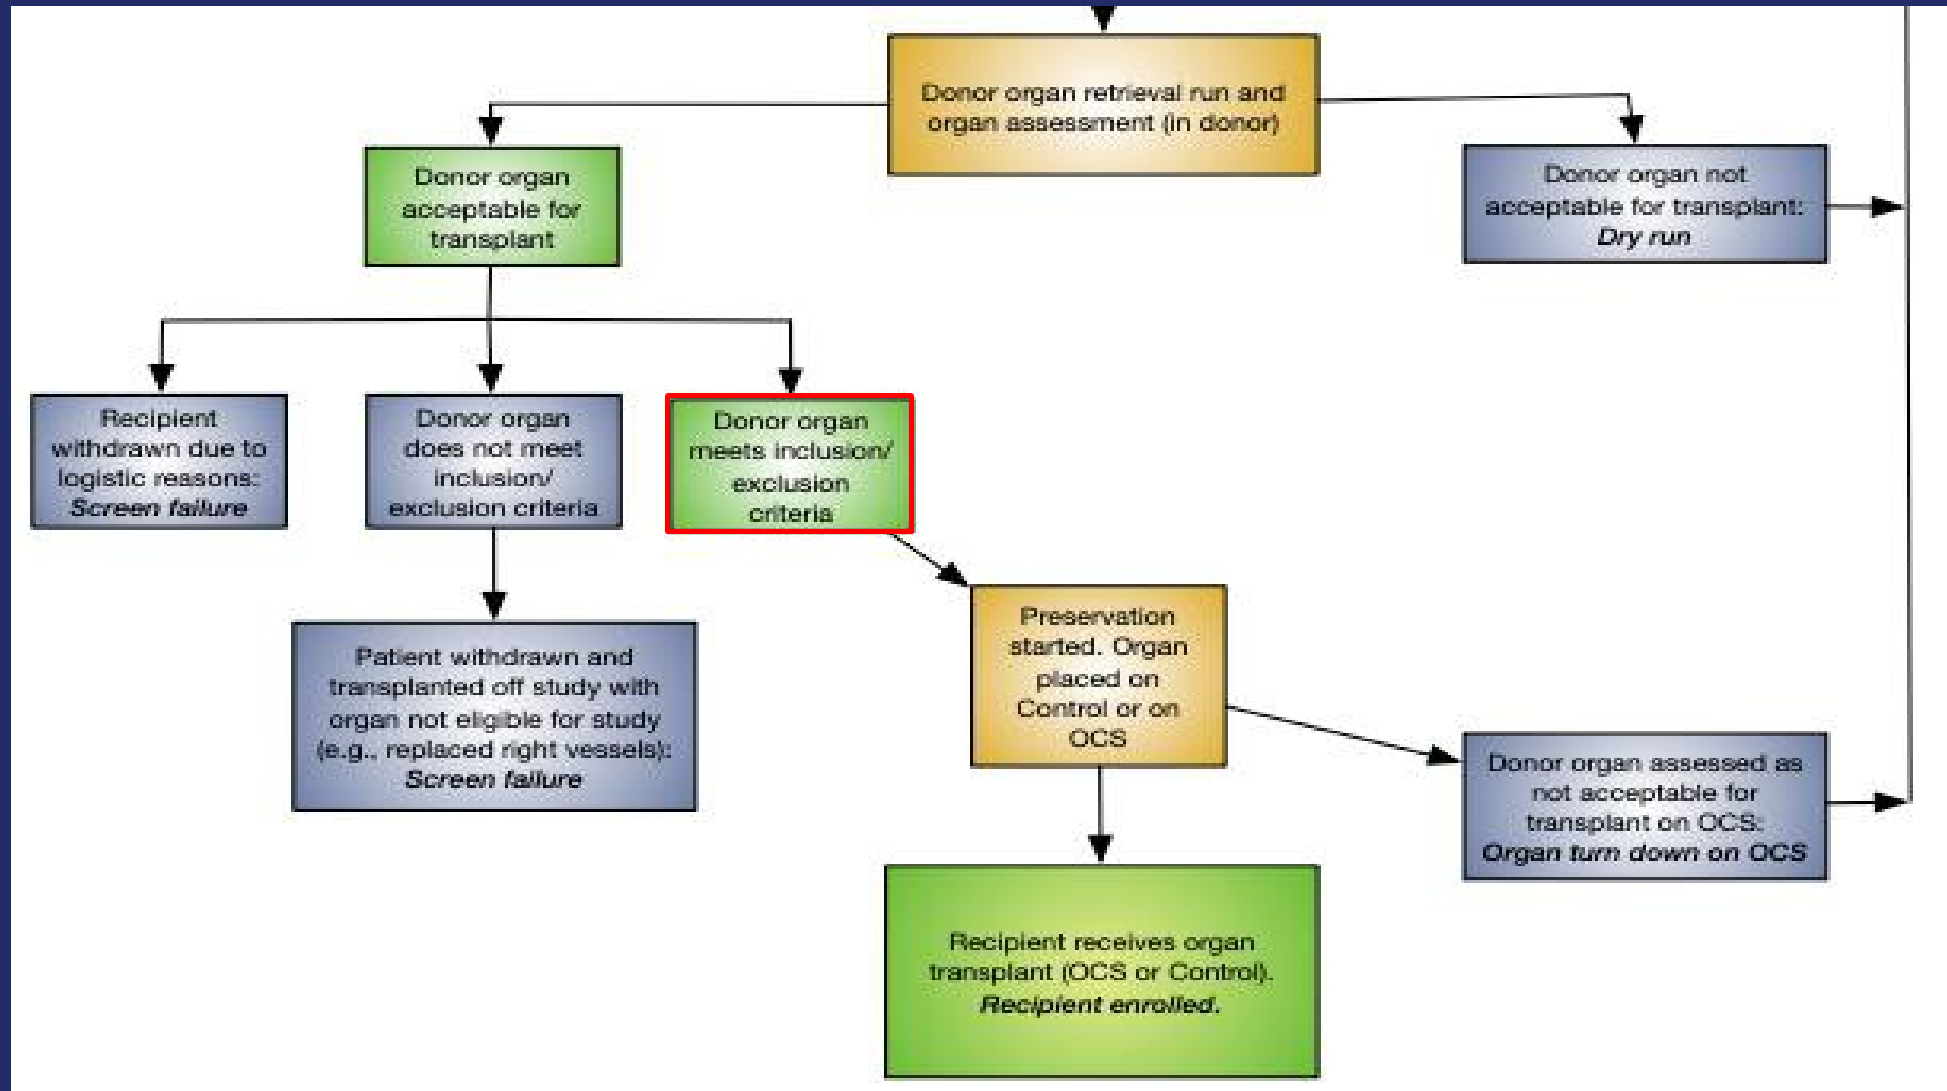 Donor organ retrieval run and
organ assessment (in donor)
Donor organ
acceptable for
transplant
Donor organ not
acceptable for transplant:
Dry run
Recipient
withdrawn due to
logistic reasons:
Screen failure
Donor organ
does not meet
inclusion/
exclusion criteria
Donor organ
meets inclusion/
exclusion
criteria
Patient withdrawn and
transplanted off study with
organ not eligible for study
(e.g., replaced right vessels):
Screen failure
Preservation
started. Organ
placed on
Control or on
OCS
Donor organ assessed as
not acceptable for
transplant on OCS:
Organ turn down on OCS
Recipient receives organ
transplant (OCS or Control).
Recipient enrolled.